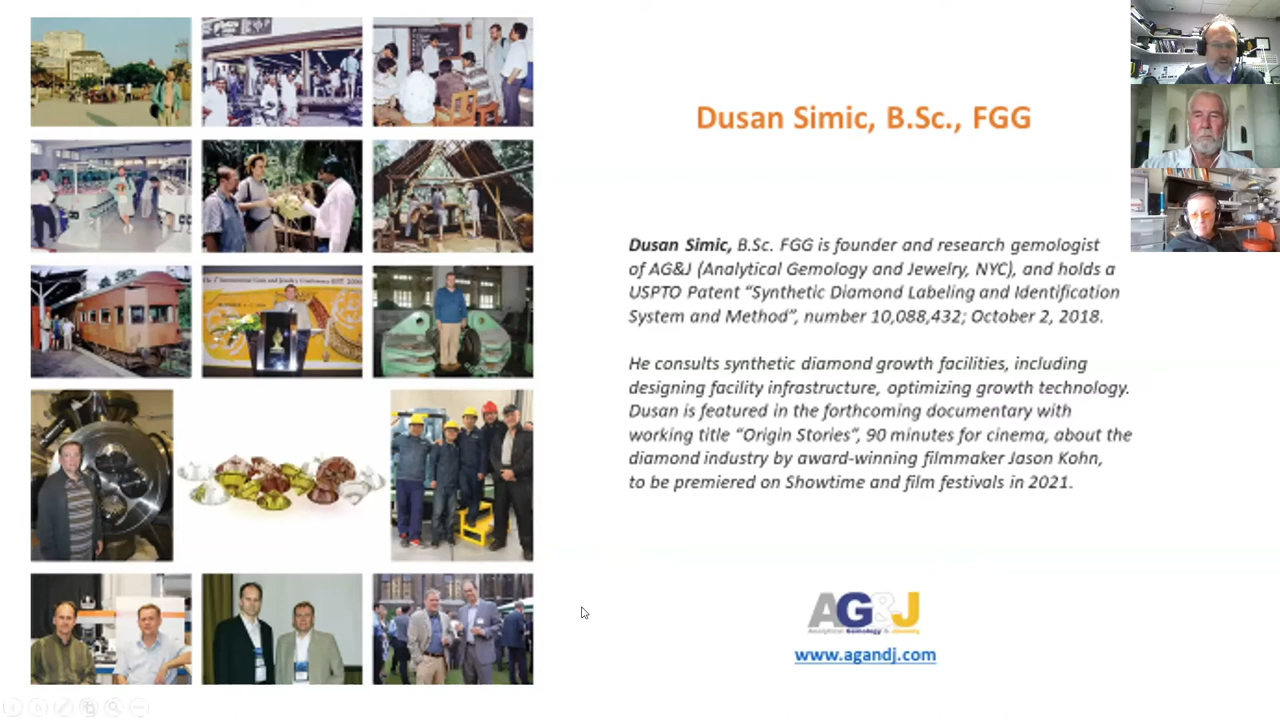 Dusan Simic, B.Sc., FGG
Dusan Simic, B.Sc. FGG is founder and research gemologist
of AG&J (Analytical Gemology and Jewelry, NYC), and holds a
USPTO Patent “Synthetic Diamond Labeling and Identification
System and Method”, number 10,088,432; October 2, 2018.
He consults synthetic diamond growth facilities, including
designing facility infrastructure, optimizing growth technology.
Dusan is featured in the forthcoming documentary with
working title “Origin Stories”, 90 minutes for cinema, about the
diamond industry by award-winning filmmaker Jason Kohn,
to be premiered on Showtime and film festivals in 2021.
AG&J
Analytical Gemology & Jewelry
www.agandj.com